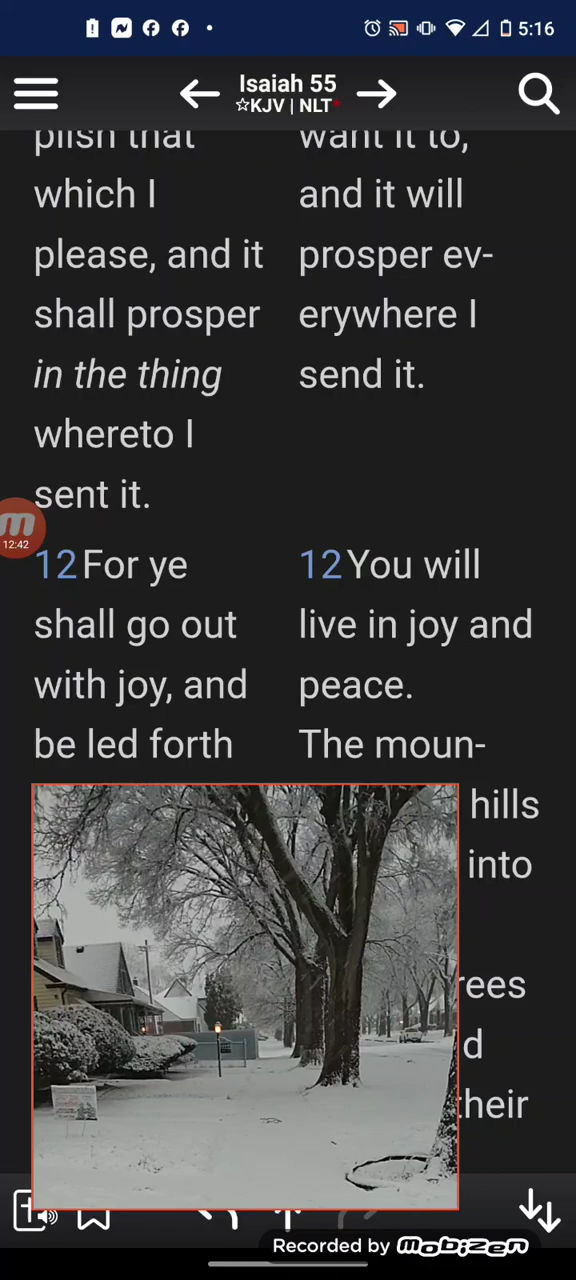 5:16
Isaiah 55
☆KJV | NLT*
plish that
which I
please, and it
shall prosper
in the thing
whereto I
sent it.
12 For ye
shall go out
with joy, and
be led forth
want it to,
and it will
prosper ev-
erywhere I
send it.
12 You will
live in joy and
peace.
The moun-
hills
into
rees
d
their
12:42
Recorded by mobizen